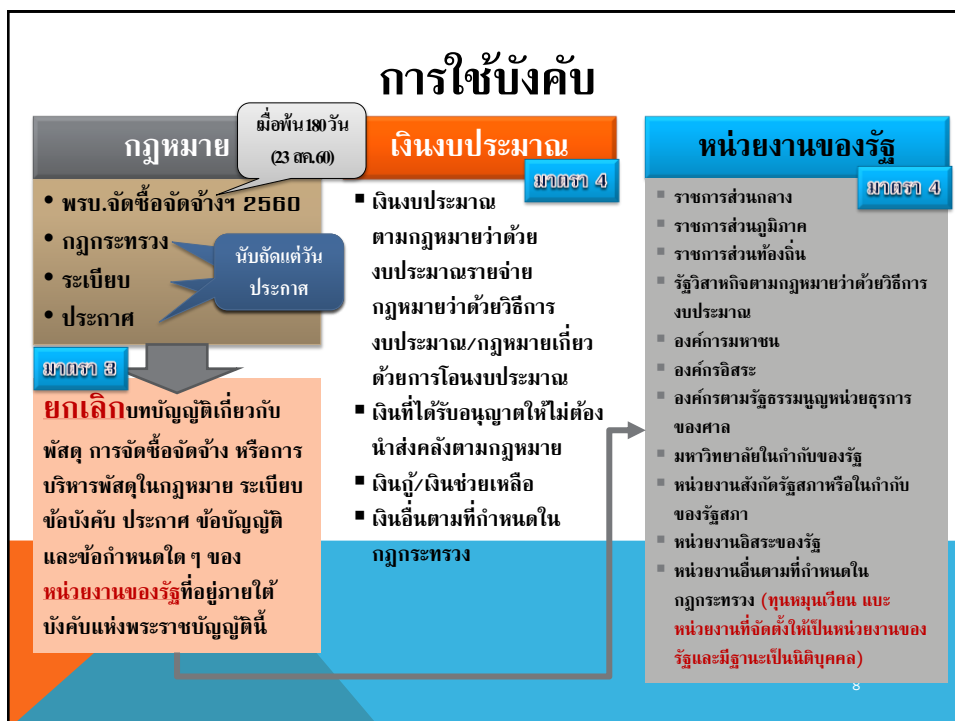 การใช้บังคับ
กฎหมาย
เมื่อพ้น 180 วัน
(23 สค.60)
• พรบ.จัดซื้อจัดจ้างฯ 2560
• กฎกระทรวง
• ระเบียบ
• ประกาศ
นับถัดแต่วัน
ประกาศ
มาตรา 3
ยกเลิกบทบัญญัติเกี่ยวกับ
พัสดุ การจัดซื้อจัดจ้าง หรือการ
บริหารพัสดุในกฎหมาย ระเบียบ
ข้อบังคับ ประกาศ ข้อบัญญัติ
และข้อกำหนดใด ๆ ของ
หน่วยงานของรัฐที่อยู่ภายใต้
บังคับแห่งพระราชบัญญัตินี้
เงินงบประมาณ
มาตรา 4
▪ เงินงบประมาณ
ตามกฎหมายว่าด้วย
งบประมาณรายจ่าย
กฎหมายว่าด้วยวิธีการ
งบประมาณ/กฎหมายเกี่ยว
ด้วยการโอนงบประมาณ
▪ เงินที่ได้รับอนุญาตให้ไม่ต้อง
นำส่งคลังตามกฎหมาย
▪ เงินกู้/เงินช่วยเหลือ
▪ เงินอื่นตามที่กำหนดใน
กฎกระทรวง
หน่วยงานของรัฐ
มาตรา 4
▪ ราชการส่วนกลาง
▪ ราชการส่วนภูมิภาค
▪ ราชการส่วนท้องถิ่น
▪ รัฐวิสาหกิจตามกฎหมายว่าด้วยวิธีการ
งบประมาณ
▪ องค์การมหาชน
▪ องค์กรอิสระ
▪ องค์กรตามรัฐธรรมนูญหน่วยธุรการ
ของศาล
▪ มหาวิทยาลัยในกำกับของรัฐ
▪ หน่วยงานสังกัดรัฐสภาหรือในกำกับ
ของรัฐสภา
▪ หน่วยงานอิสระของรัฐ
▪ หน่วยงานอื่นตามที่กำหนดใน
กฎกระทรวง (ทุนหมุนเวียน แบะ
หน่วยงานที่จัดตั้งให้เป็นหน่วยงานของ
รัฐและมีฐานะเป็นนิติบุคคล)
8